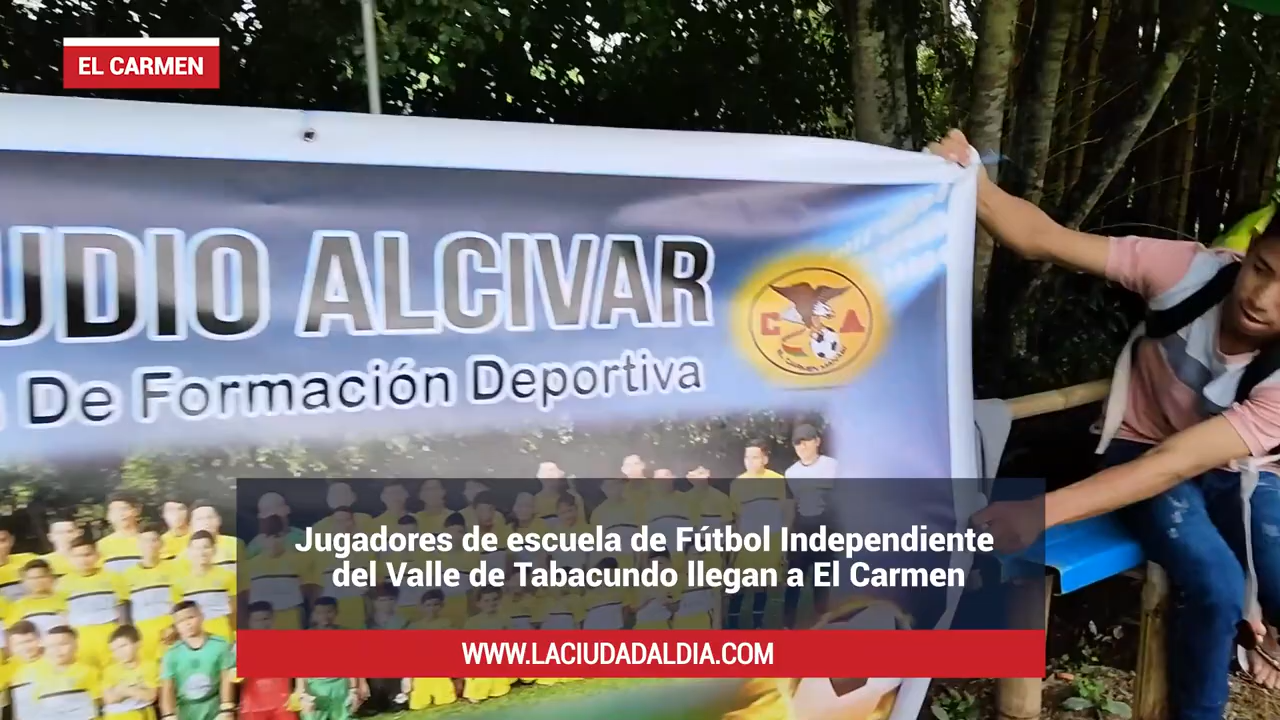 EL CARMEN
UDIO ALCIVAR
De Formación Deportiva
C A
Jugadores de escuela de Fútbol Independiente
del Valle de Tabacundo llegan a El Carmen
WWW.LACIUDADALDIA.COM